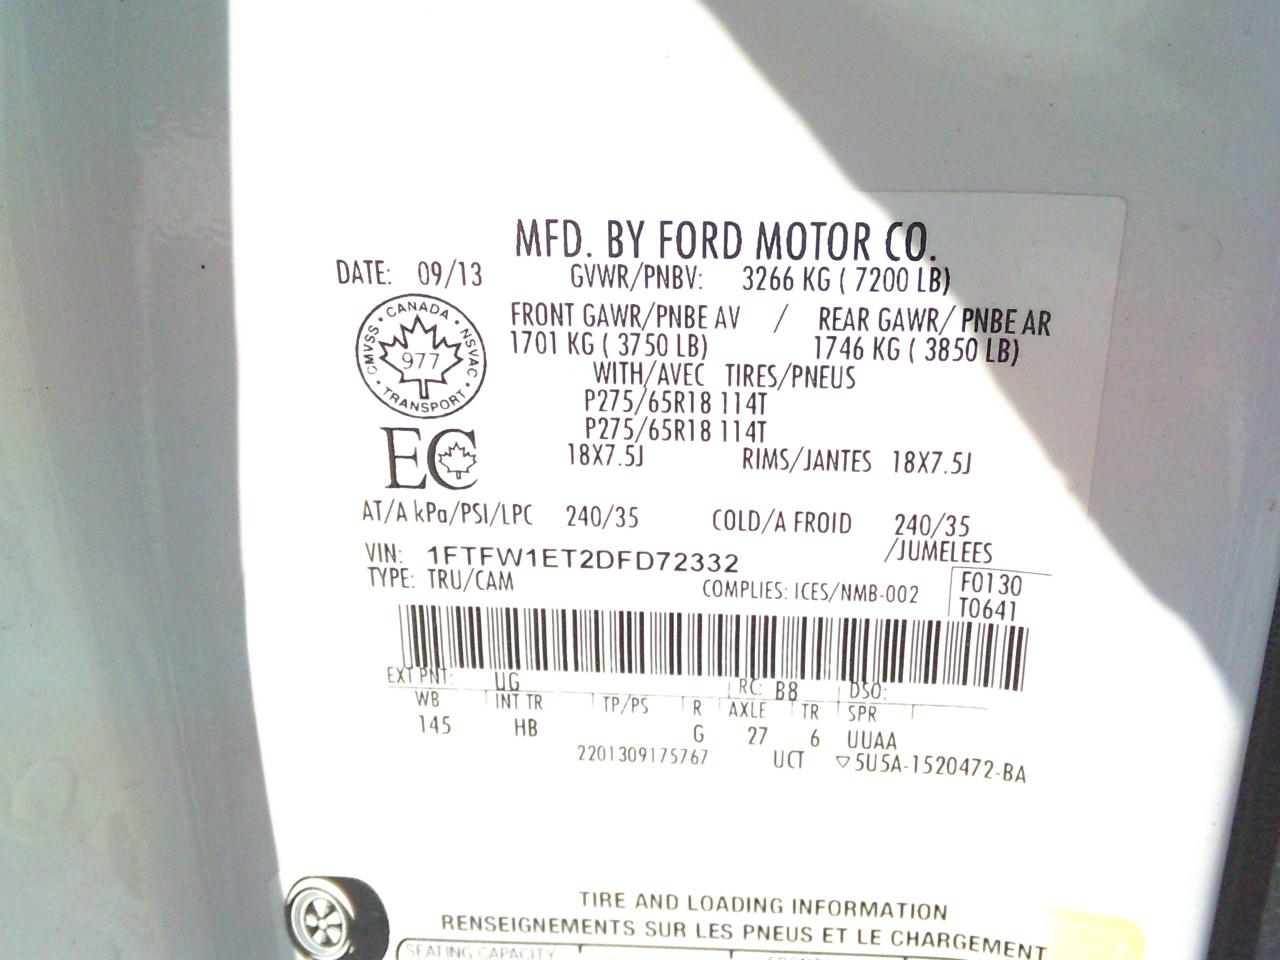 MFD. BY FORD MOTOR CO.
DATE: 09/13 GVWR/PNBV: 3266 KG ( 7200 LB)
FRONT GAWR/PNBE AV / REAR GAWR/ PNBE AR
1701 KG ( 3750 LB) 1746 KG ( 3850 LB)
WITH/AVEC TIRES/PNEUS
P275/65R18 114T
P275/65R18 114T
18X7.5J RIMS/JANTES 18X7.5J
CANADA
CMVSS NSVAC
977
TRANSPORT
EC
AT/A kPa/PSI/LPC 240/35 COLD/A FROID 240/35
/JUMELEES
VIN: 1FTFW1ET2DFD72332
TYPE: TRU/CAM COMPLIES: ICES/NMB-002
F0130
T0641
EXT PNT: UG RC: B8 DSO:
WB INT TR TP/PS R AXLE TR SPR
145 HB G 27 6 UUAA
2201309175767 UCT ▽5U5A-1520472-BA
TIRE AND LOADING INFORMATION
RENSEIGNEMENTS SUR LES PNEUS ET LE CHARGEMENT
SEATING CAPACITY